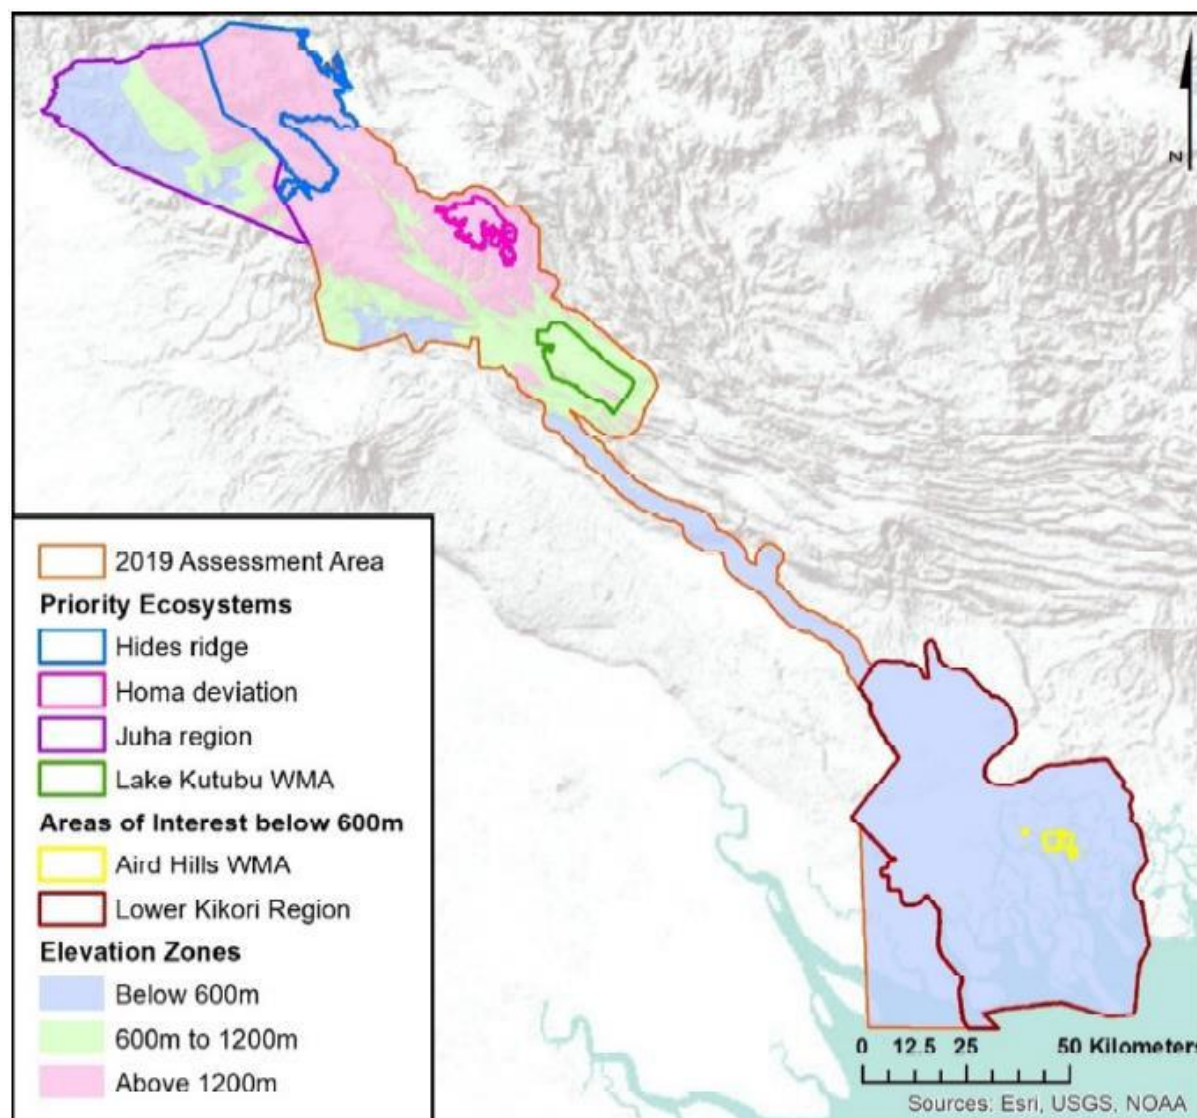 N
2019 Assessment Area
Priority Ecosystems
Hides ridge
Homa deviation
Juha region
Lake Kutubu WMA
Areas of Interest below 600m
Aird Hills WMA
Lower Kikori Region
Elevation Zones
Below 600m
600m to 1200m
Above 1200m
0 12.5 25 50 Kilometers
Sources: Esri, USGS, NOAA